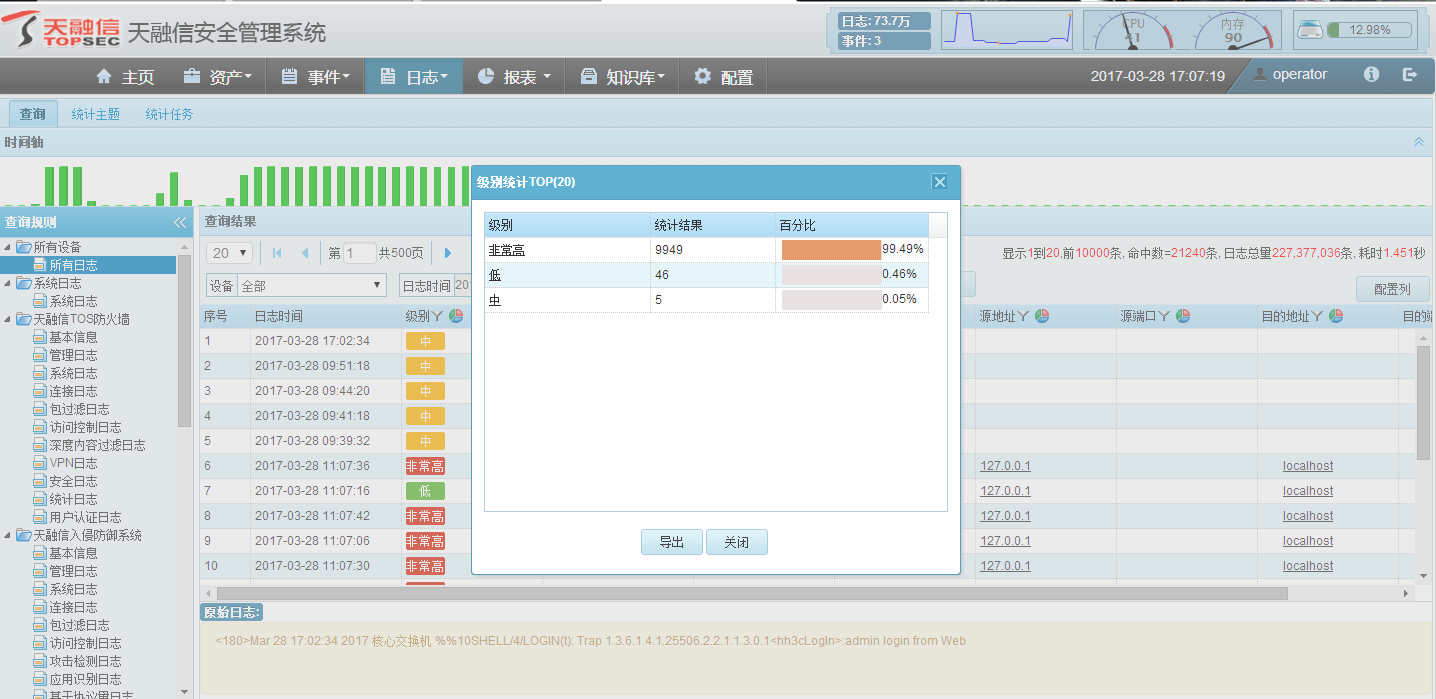 天融信
TOPSEC 天融信安全管理系统
日志: 73.7万
事件: 3
CPU
41
内存
90
12.98%
主页 资产 事件 日志 报表 知识库 配置
2017-03-28 17:07:19 operator
查询 统计主题 统计任务
时间轴
查询规则
所有设备
所有日志
系统日志
系统日志
天融信TOS防火墙
基本信息
管理日志
系统日志
连接日志
包过滤日志
访问控制日志
深度内容过滤日志
VPN日志
安全日志
统计日志
用户认证日志
天融信入侵防御系统
基本信息
管理日志
系统日志
连接日志
包过滤日志
访问控制日志
攻击检测日志
应用识别日志
查询结果
20 第 1 共500页
显示1到20,前10000条, 命中数=21240条, 日志总量227,377,036条, 耗时1.451秒
设备 全部 日志时间 20
配置列
序号 日志时间 级别 源地址 源端口 目的地址
1 2017-03-28 17:02:34 中
2 2017-03-28 09:51:18 中
3 2017-03-28 09:44:20 中
4 2017-03-28 09:41:18 中
5 2017-03-28 09:39:32 中
6 2017-03-28 11:07:36 非常高 127.0.0.1 localhost
7 2017-03-28 11:07:16 低 127.0.0.1 localhost
8 2017-03-28 11:07:42 非常高 127.0.0.1 localhost
9 2017-03-28 11:07:06 非常高 127.0.0.1 localhost
10 2017-03-28 11:07:30 非常高 127.0.0.1 localhost
级别统计TOP(20)
级别 统计结果 百分比
非常高 9949 99.49%
低 46 0.46%
中 5 0.05%
导出 关闭
原始日志:
<180>Mar 28 17:02:34 2017 核心交换机 %%10SHELL/4/LOGIN(t): Trap 1.3.6.1.4.1.25506.2.2.1.1.3.0.1<hh3cLogIn>:admin login from Web